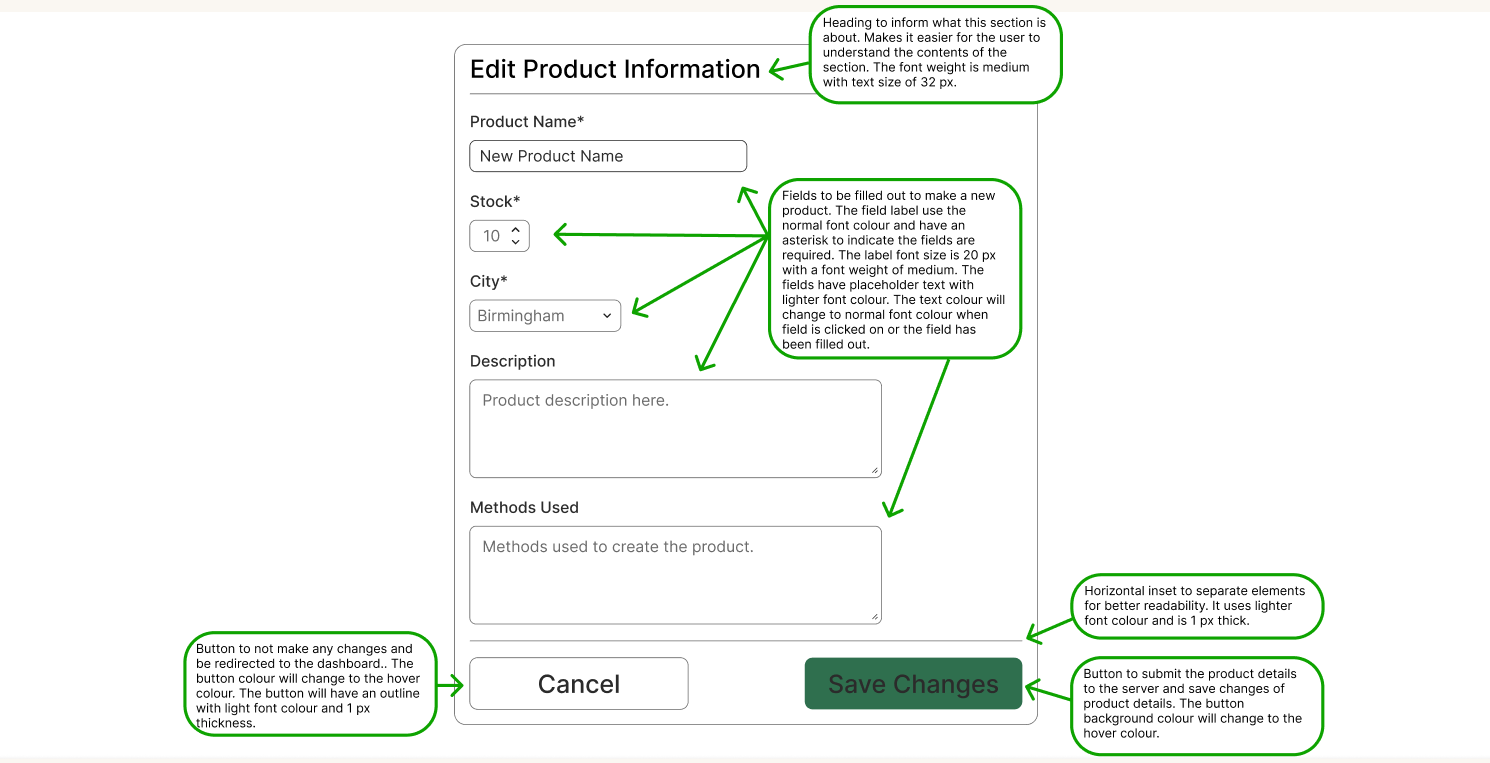 Heading to inform what this section is
about. Makes it easier for the user to
understand the contents of the
section. The font weight is medium
with text size of 32 px.
Edit Product Information
Product Name*
New Product Name
Stock*
10
City*
Birmingham
Fields to be filled out to make a new
product. The field label use the
normal font colour and have an
asterisk to indicate the fields are
required. The label font size is 20 px
with a font weight of medium. The
fields have placeholder text with
lighter font colour. The text colour will
change to normal font colour when
field is clicked on or the field has
been filled out.
Description
Product description here.
Methods Used
Methods used to create the product.
Horizontal inset to separate elements
for better readability. It uses lighter
font colour and is 1 px thick.
Button to not make any changes and
be redirected to the dashboard.. The
button colour will change to the hover
colour. The button will have an outline
with light font colour and 1 px
thickness.
Cancel
Save Changes
Button to submit the product details
to the server and save changes of
product details. The button
background colour will change to the
hover colour.